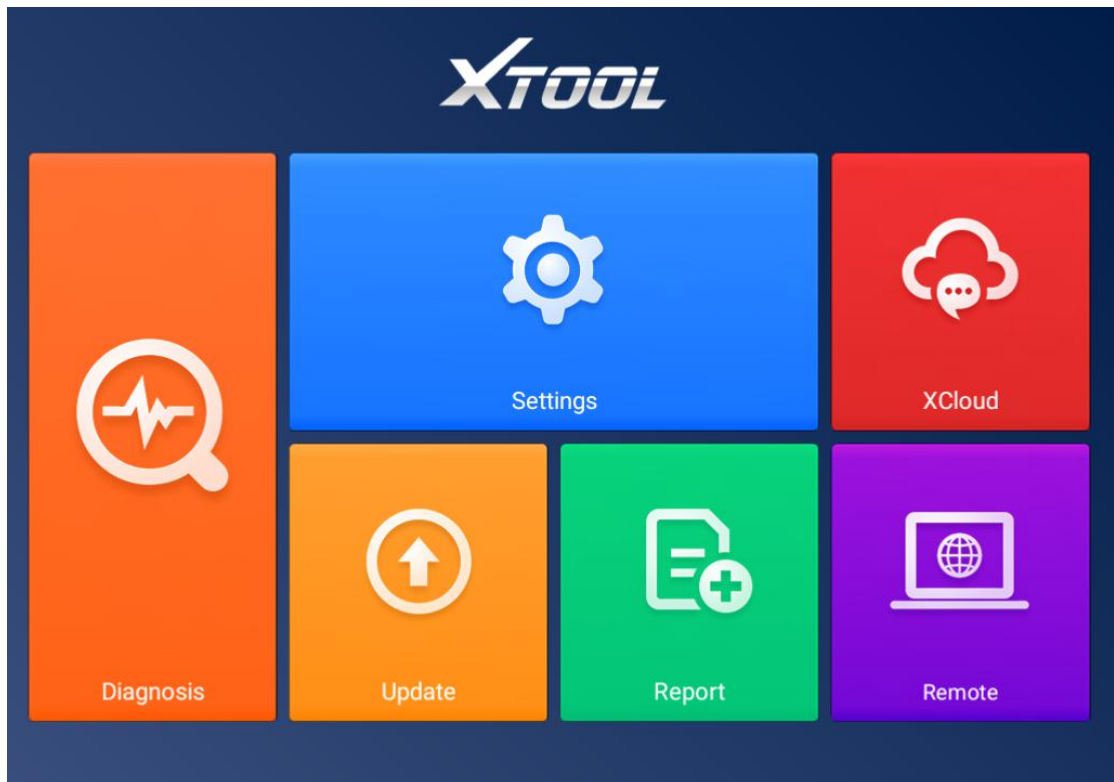 XTOOL
Settings
XCloud
Diagnosis
Update
Report
Remote